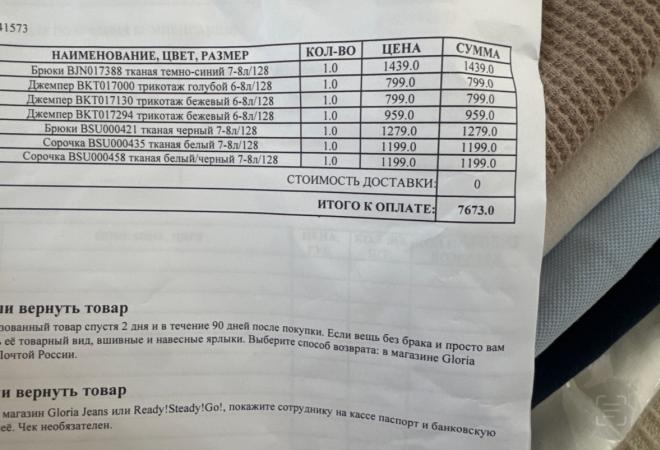 41573
НАИМЕНОВАНИЕ, ЦВЕТ, РАЗМЕР КОЛ-ВО ЦЕНА СУММА
Брюки BJN017388 тканая темно-синий 7-8л/128 1.0 1439.0 1439.0
Джемпер BKT017000 трикотаж голубой 6-8л/128 1.0 799.0 799.0
Джемпер BKT017130 трикотаж бежевый 6-8л/128 1.0 799.0 799.0
Джемпер BKT017294 трикотаж бежевый 6-8л/128 1.0 959.0 959.0
Брюки BSU000421 тканая черный 7-8л/128 1.0 1279.0 1279.0
Сорочка BSU000435 тканая белый 7-8л/128 1.0 1199.0 1199.0
Сорочка BSU000458 тканая белый/черный 7-8л/128 1.0 1199.0 1199.0
СТОИМОСТЬ ДОСТАВКИ: 0
ИТОГО К ОПЛАТЕ: 7673.0
ли вернуть товар
зованный товар спустя 2 дня и в течение 90 дней после покупки. Если вещь без брака и просто вам
ь её товарный вид, вшивные и навесные ярлыки. Выберите способ возврата: в магазине Gloria
Почтой России.
ли вернуть товар
магазин Gloria Jeans или Ready!Steady!Go!, покажите сотруднику на кассе паспорт и банковскую
её. Чек необязателен.